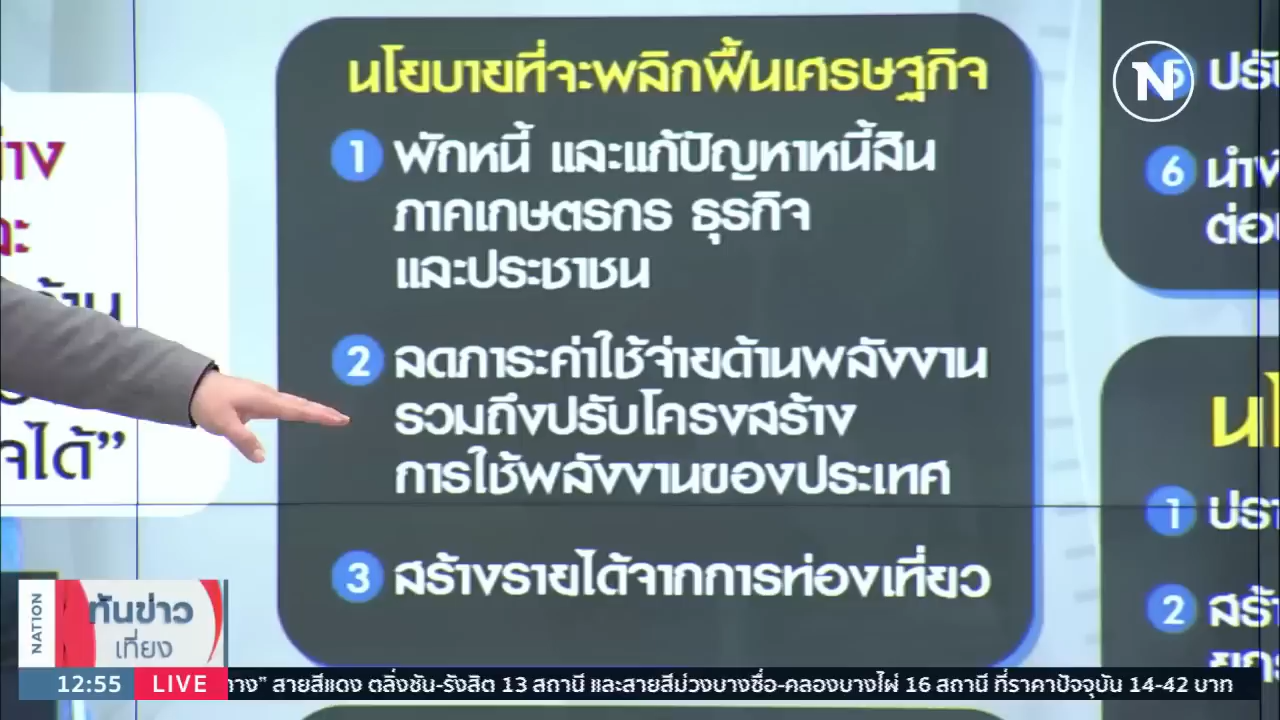 นโยบายที่จะพลิกฟื้นเศรษฐกิจ
1 พักหนี้ และแก้ปัญหาหนี้สิน
ภาคเกษตรกร ธุรกิจ
และประชาชน
2 ลดภาระค่าใช้จ่ายด้านพลังงาน
รวมถึงปรับโครงสร้าง
การใช้พลังงานของประเทศ
3 สร้างรายได้จากการท่องเที่ยว
N
5
6
1
2
NATION
ทันข่าว
เที่ยง
12:55 LIVE
สายสีแดง ตลิ่งชัน-รังสิต 13 สถานี และสายสีม่วงบางซื่อ-คลองบางไผ่ 16 สถานี ที่ราคาปัจจุบัน 14-42 บาท